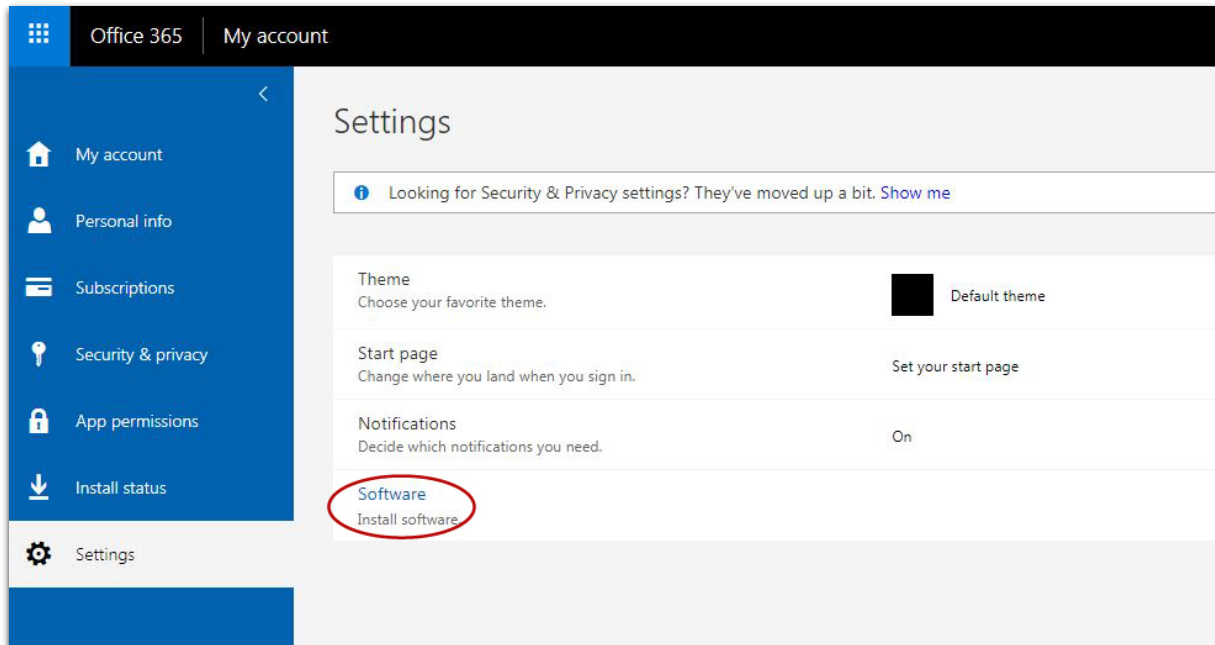 Office 365
My account
My account
Personal info
Subscriptions
Security & privacy
App permissions
Install status
Settings
Settings
Looking for Security & Privacy settings? They've moved up a bit. Show me
Theme
Choose your favorite theme.
Default theme
Start page
Change where you land when you sign in.
Set your start page
Notifications
Decide which notifications you need.
On
Software
Install software.